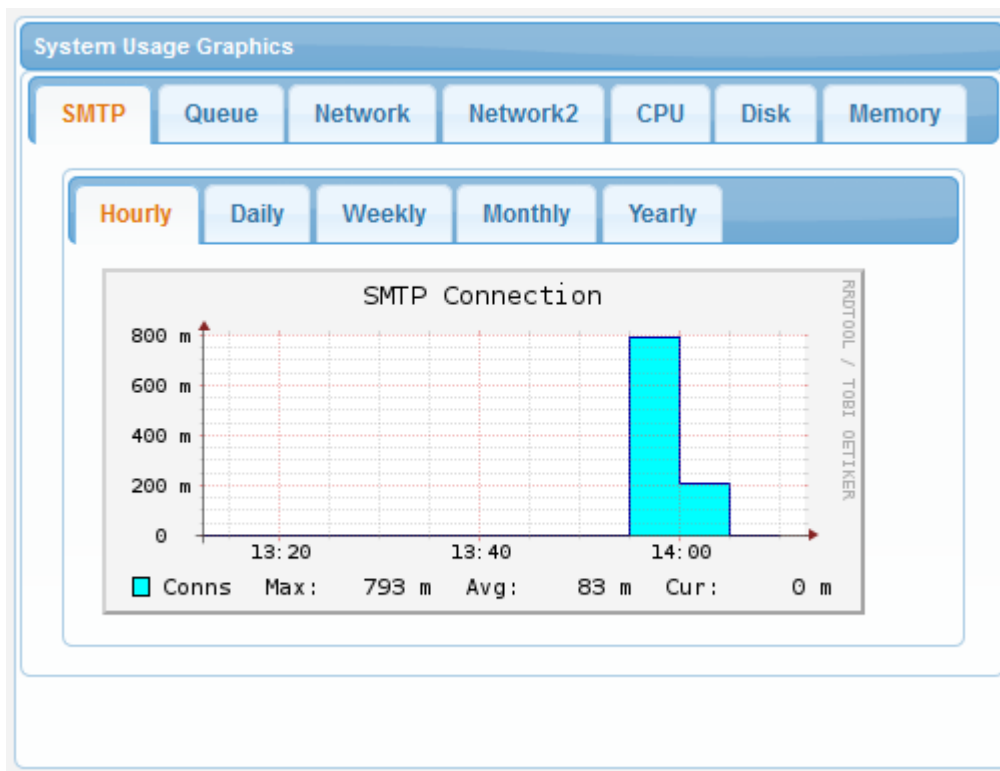 System Usage Graphics
SMTP Queue Network Network2 CPU Disk Memory
Hourly Daily Weekly Monthly Yearly
SMTP Connection
RRDTOOL / TOBI OETIKER
800 m
600 m
400 m
200 m
0
13:20 13:40 14:00
Conns Max: 793 m Avg: 83 m Cur: 0 m